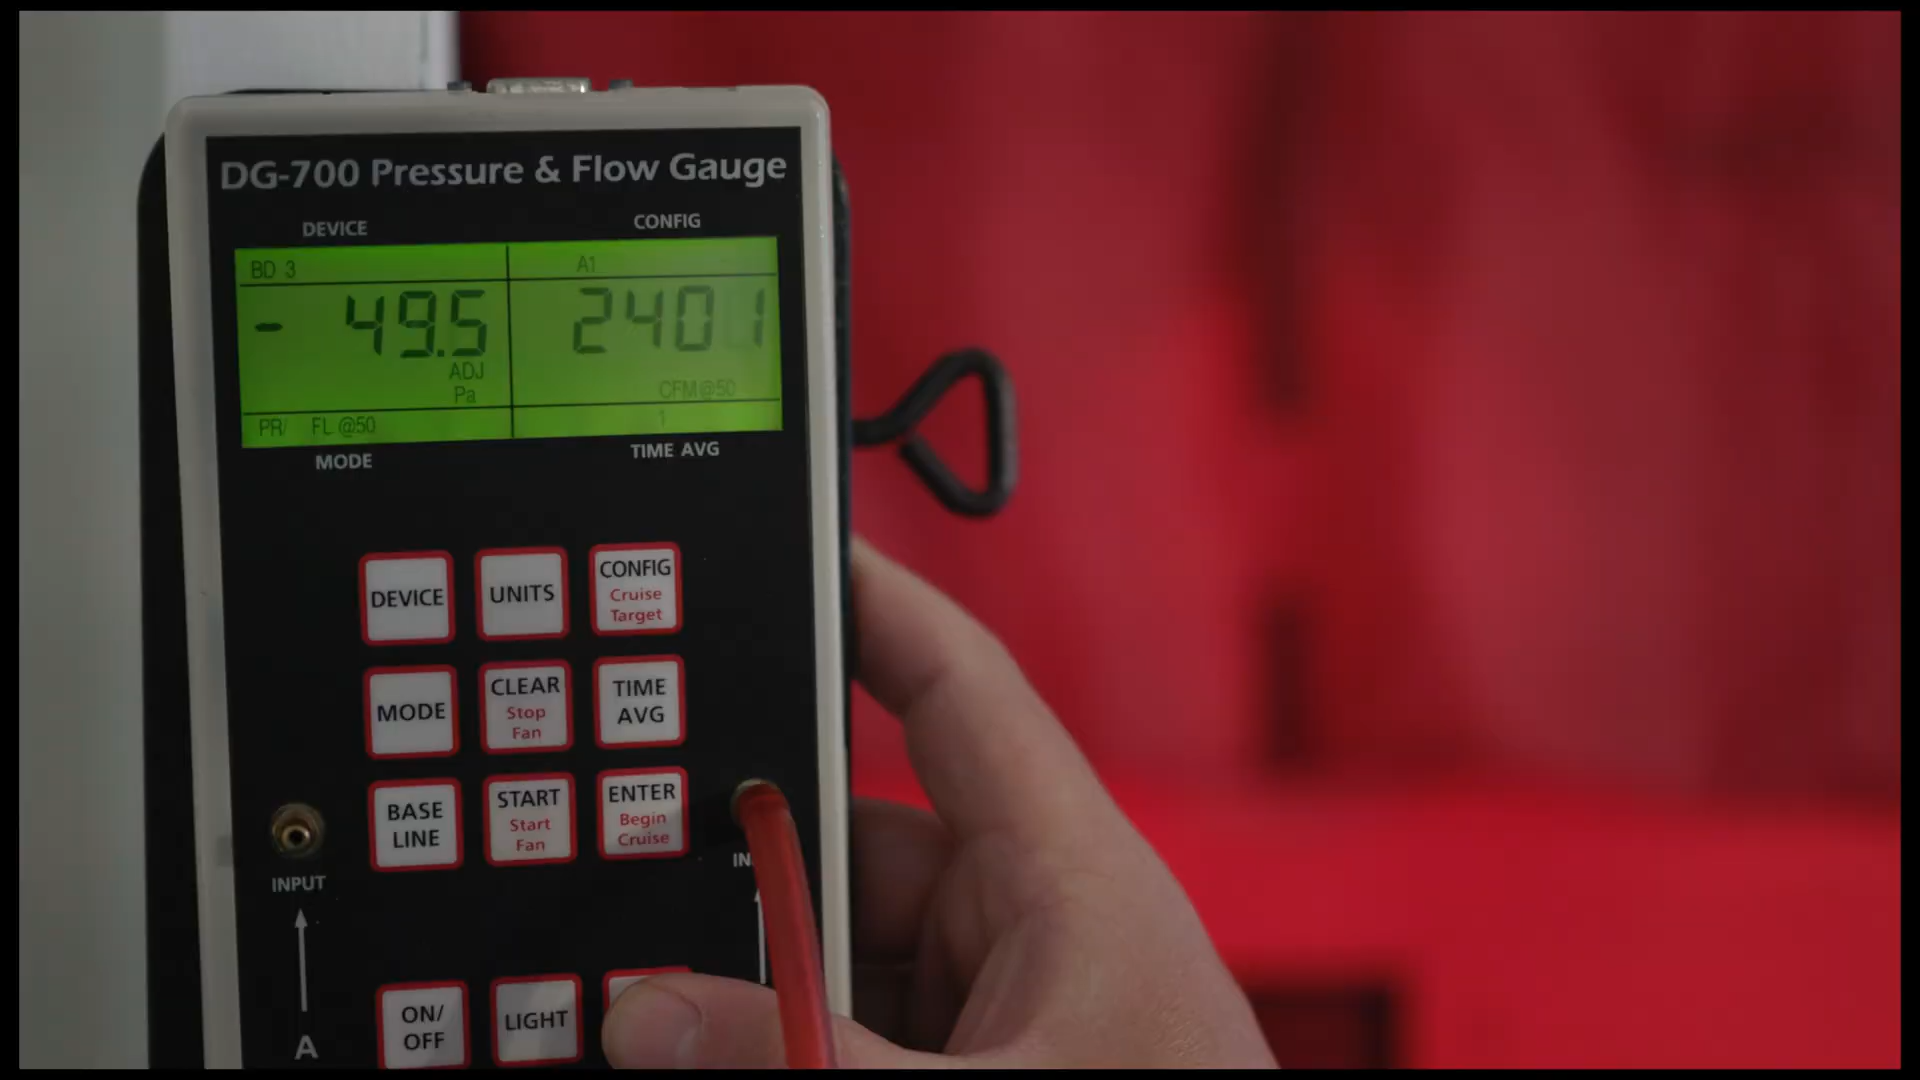 DG-700 Pressure & Flow Gauge
DEVICE CONFIG
BD 3 A1
- 49.5 2401
ADJ
Pa CFM@50
PR/ FL @50 1
MODE TIME AVG
DEVICE
UNITS
CONFIG
Cruise
Target
MODE
CLEAR
Stop
Fan
TIME
AVG
BASE
LINE
START
Start
Fan
ENTER
Begin
Cruise
INPUT
A
ON/
OFF
LIGHT